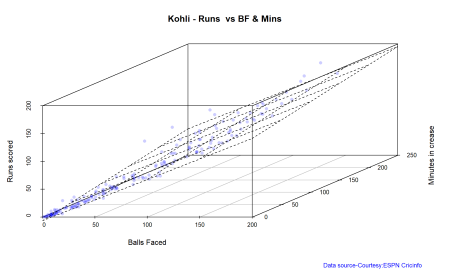 Kohli - Runs vs BF & Mins
Runs scored
200
150
100
50
0
0 50 100 150 200
Balls Faced
0 50 100 150 200 250
Minutes in crease
Data source-Courtesy:ESPN Cricinfo